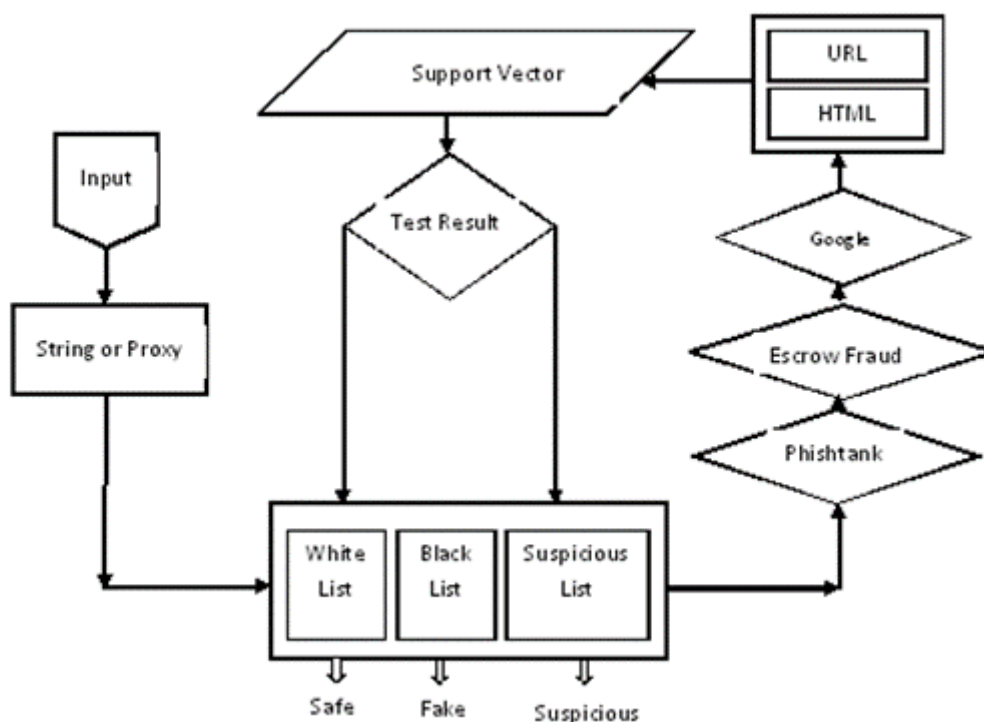 URL
Support Vector
HTML
Input
Test Result
Google
String or Proxy
Escrow Fraud
Phishtank
White
List
Black
List
Suspicious
List
Safe
Fake
Suspicious